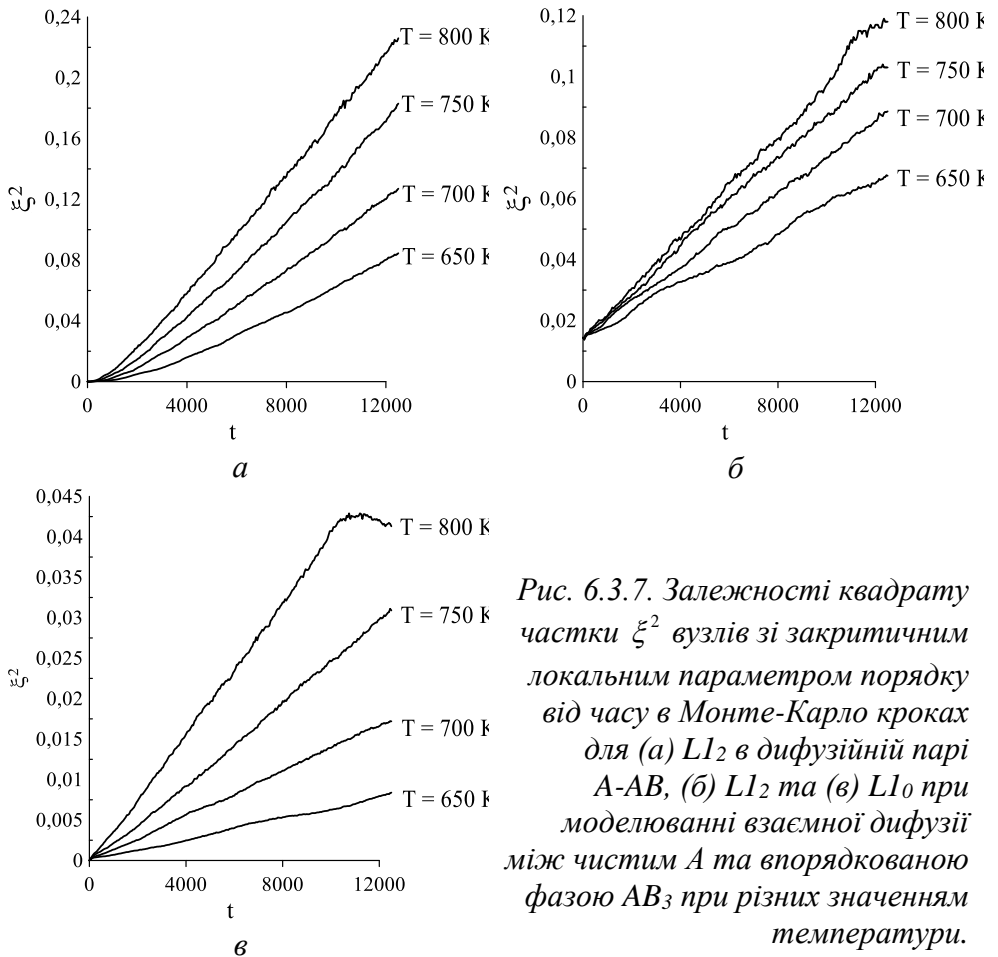 0,24
0,2
0,16
0,12
0,08
0,04
0
ξ²
T = 800 K
T = 750 K
T = 700 K
T = 650 K
0 4000 8000 12000
t
а
0,12
0,1
0,08
0,06
0,04
0,02
0
ξ²
T = 800 K
T = 750 K
T = 700 K
T = 650 K
0 4000 8000 12000
t
б
0,045
0,04
0,035
0,03
0,025
0,02
0,015
0,01
0,005
0
ξ²
T = 800 K
T = 750 K
T = 700 K
T = 650 K
0 4000 8000 12000
t
в
Рис. 6.3.7. Залежності квадрату
частки ξ² вузлів зі закритичним
локальним параметром порядку
від часу в Монте-Карло кроках
для (а) L1₂ в дифузійній парі
A-AB, (б) L1₂ та (в) L1₀ при
моделюванні взаємної дифузії
між чистим A та впорядкованою
фазою AB₃ при різних значенням
температури.